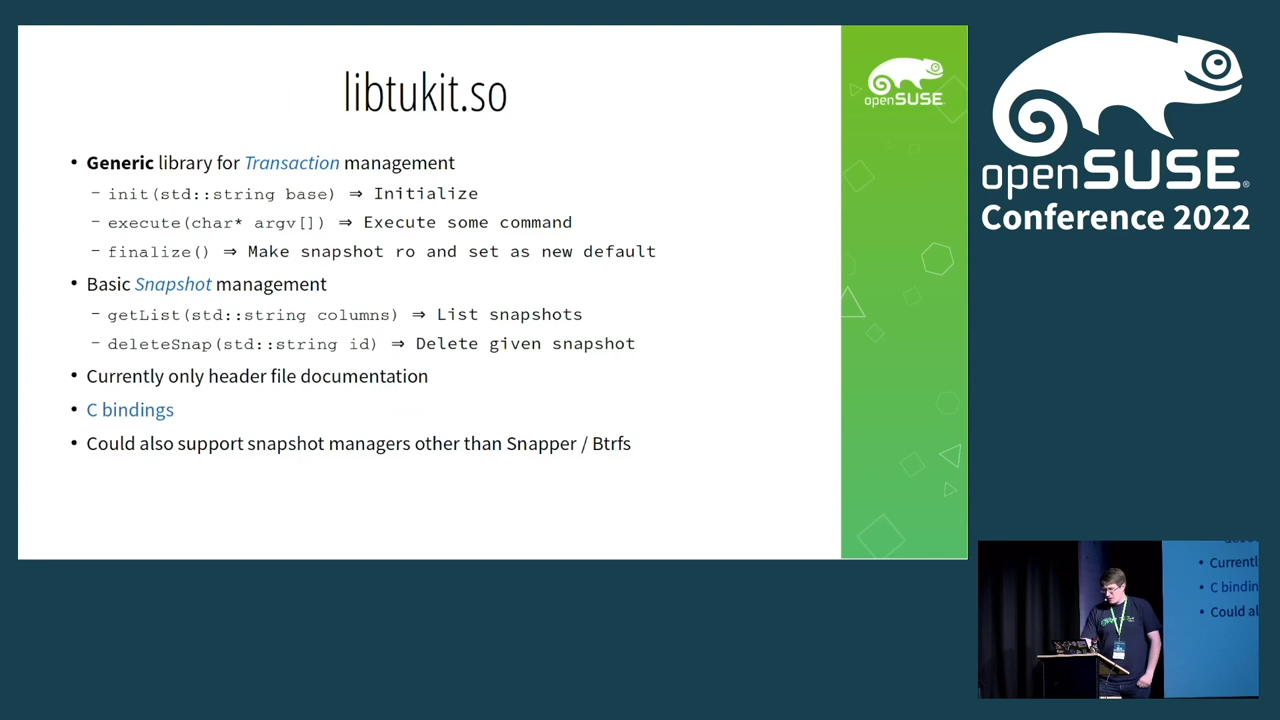 libtukit.so
• Generic library for Transaction management
– init(std::string base) ⇒ Initialize
– execute(char* argv[]) ⇒ Execute some command
– finalize() ⇒ Make snapshot ro and set as new default
• Basic Snapshot management
– getList(std::string columns) ⇒ List snapshots
– deleteSnap(std::string id) ⇒ Delete given snapshot
• Currently only header file documentation
• C bindings
• Could also support snapshot managers other than Snapper / Btrfs
openSUSE
openSUSE®
Conference 2022
• Currentl
• C bindin
• Could al